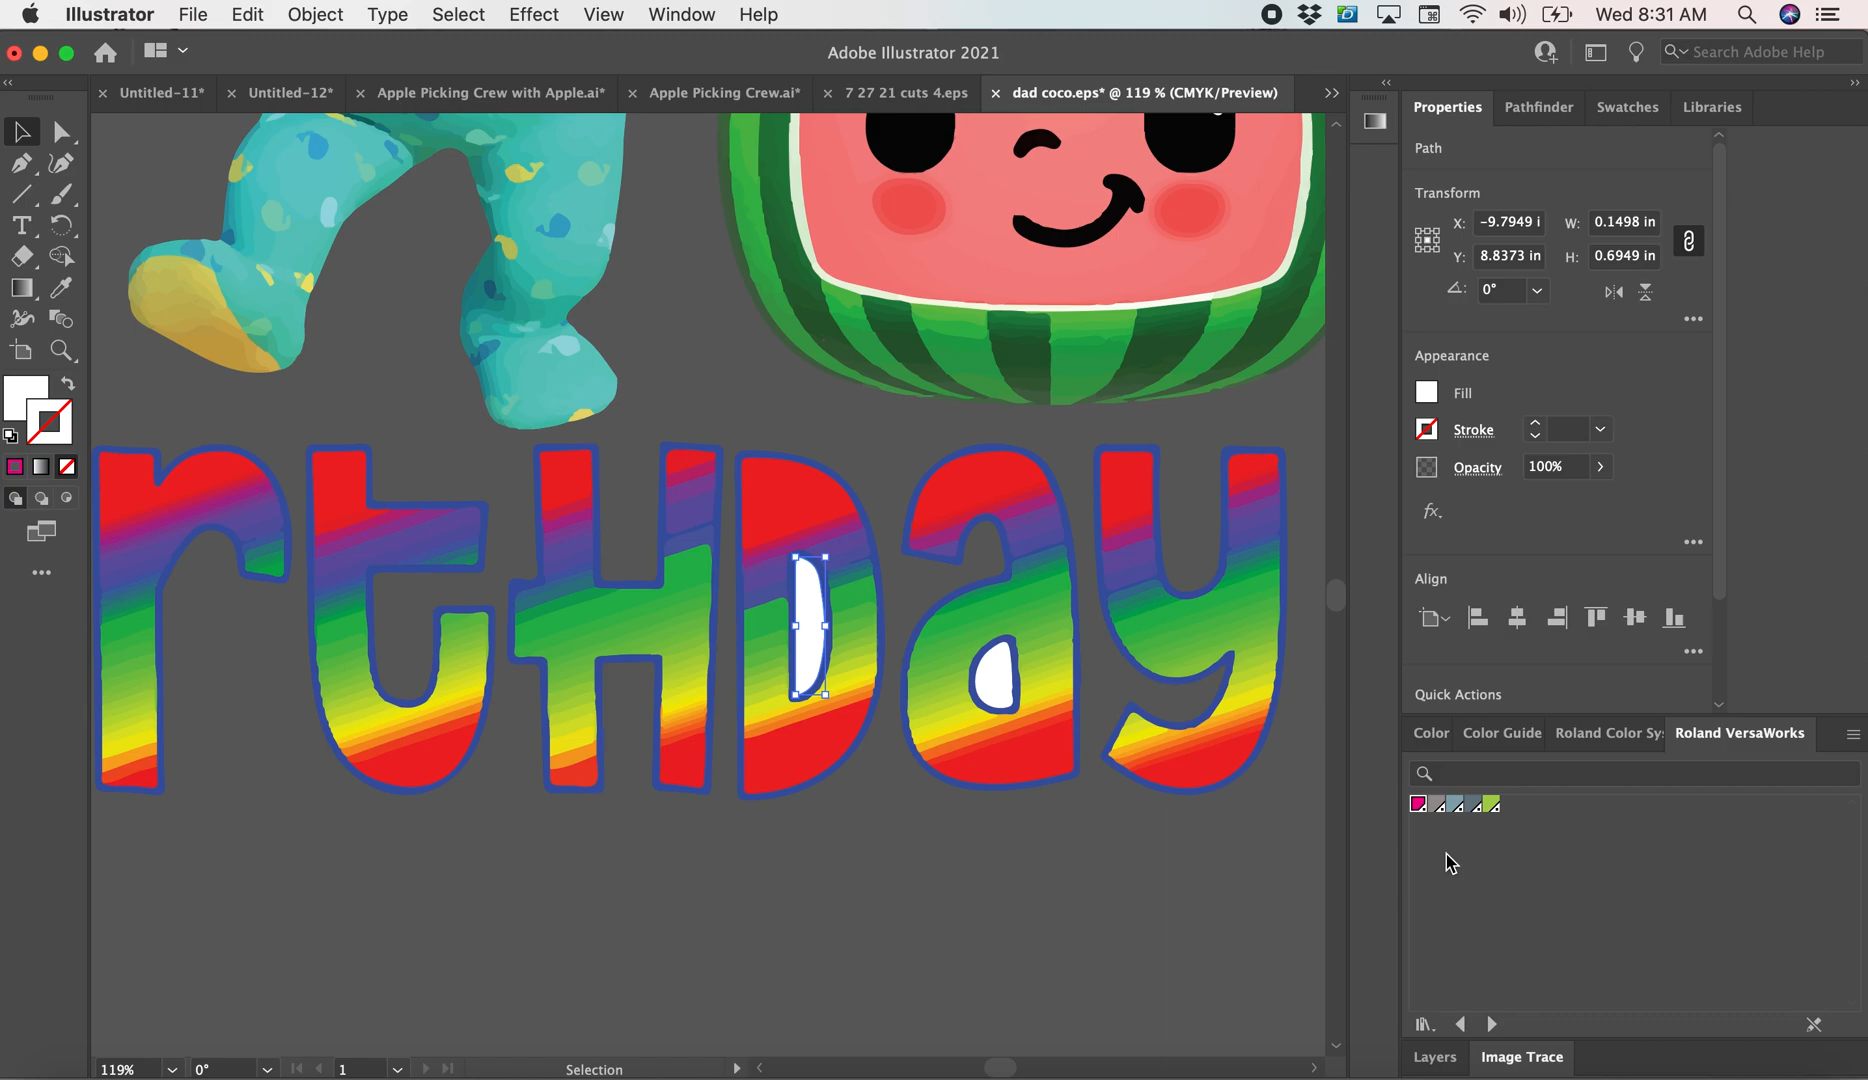 Illustrator File Edit Object Type Select Effect View Window Help Wed 8:31 AM
Adobe Illustrator 2021 Search Adobe Help
Untitled-11* Untitled-12* Apple Picking Crew with Apple.ai* Apple Picking Crew.ai* 7 27 21 cuts 4.eps dad coco.eps* @ 119 % (CMYK/Preview)
Properties Pathfinder Swatches Libraries
Path
Transform
X: -9.7949 i W: 0.1498 in
Y: 8.8373 in H: 0.6949 in
0°
Appearance
Fill
Stroke
Opacity 100%
fx.
Align
Quick Actions
Color Color Guide Roland Color Sy: Roland VersaWorks
rtHDay
119% 0° 1 Selection
Layers Image Trace